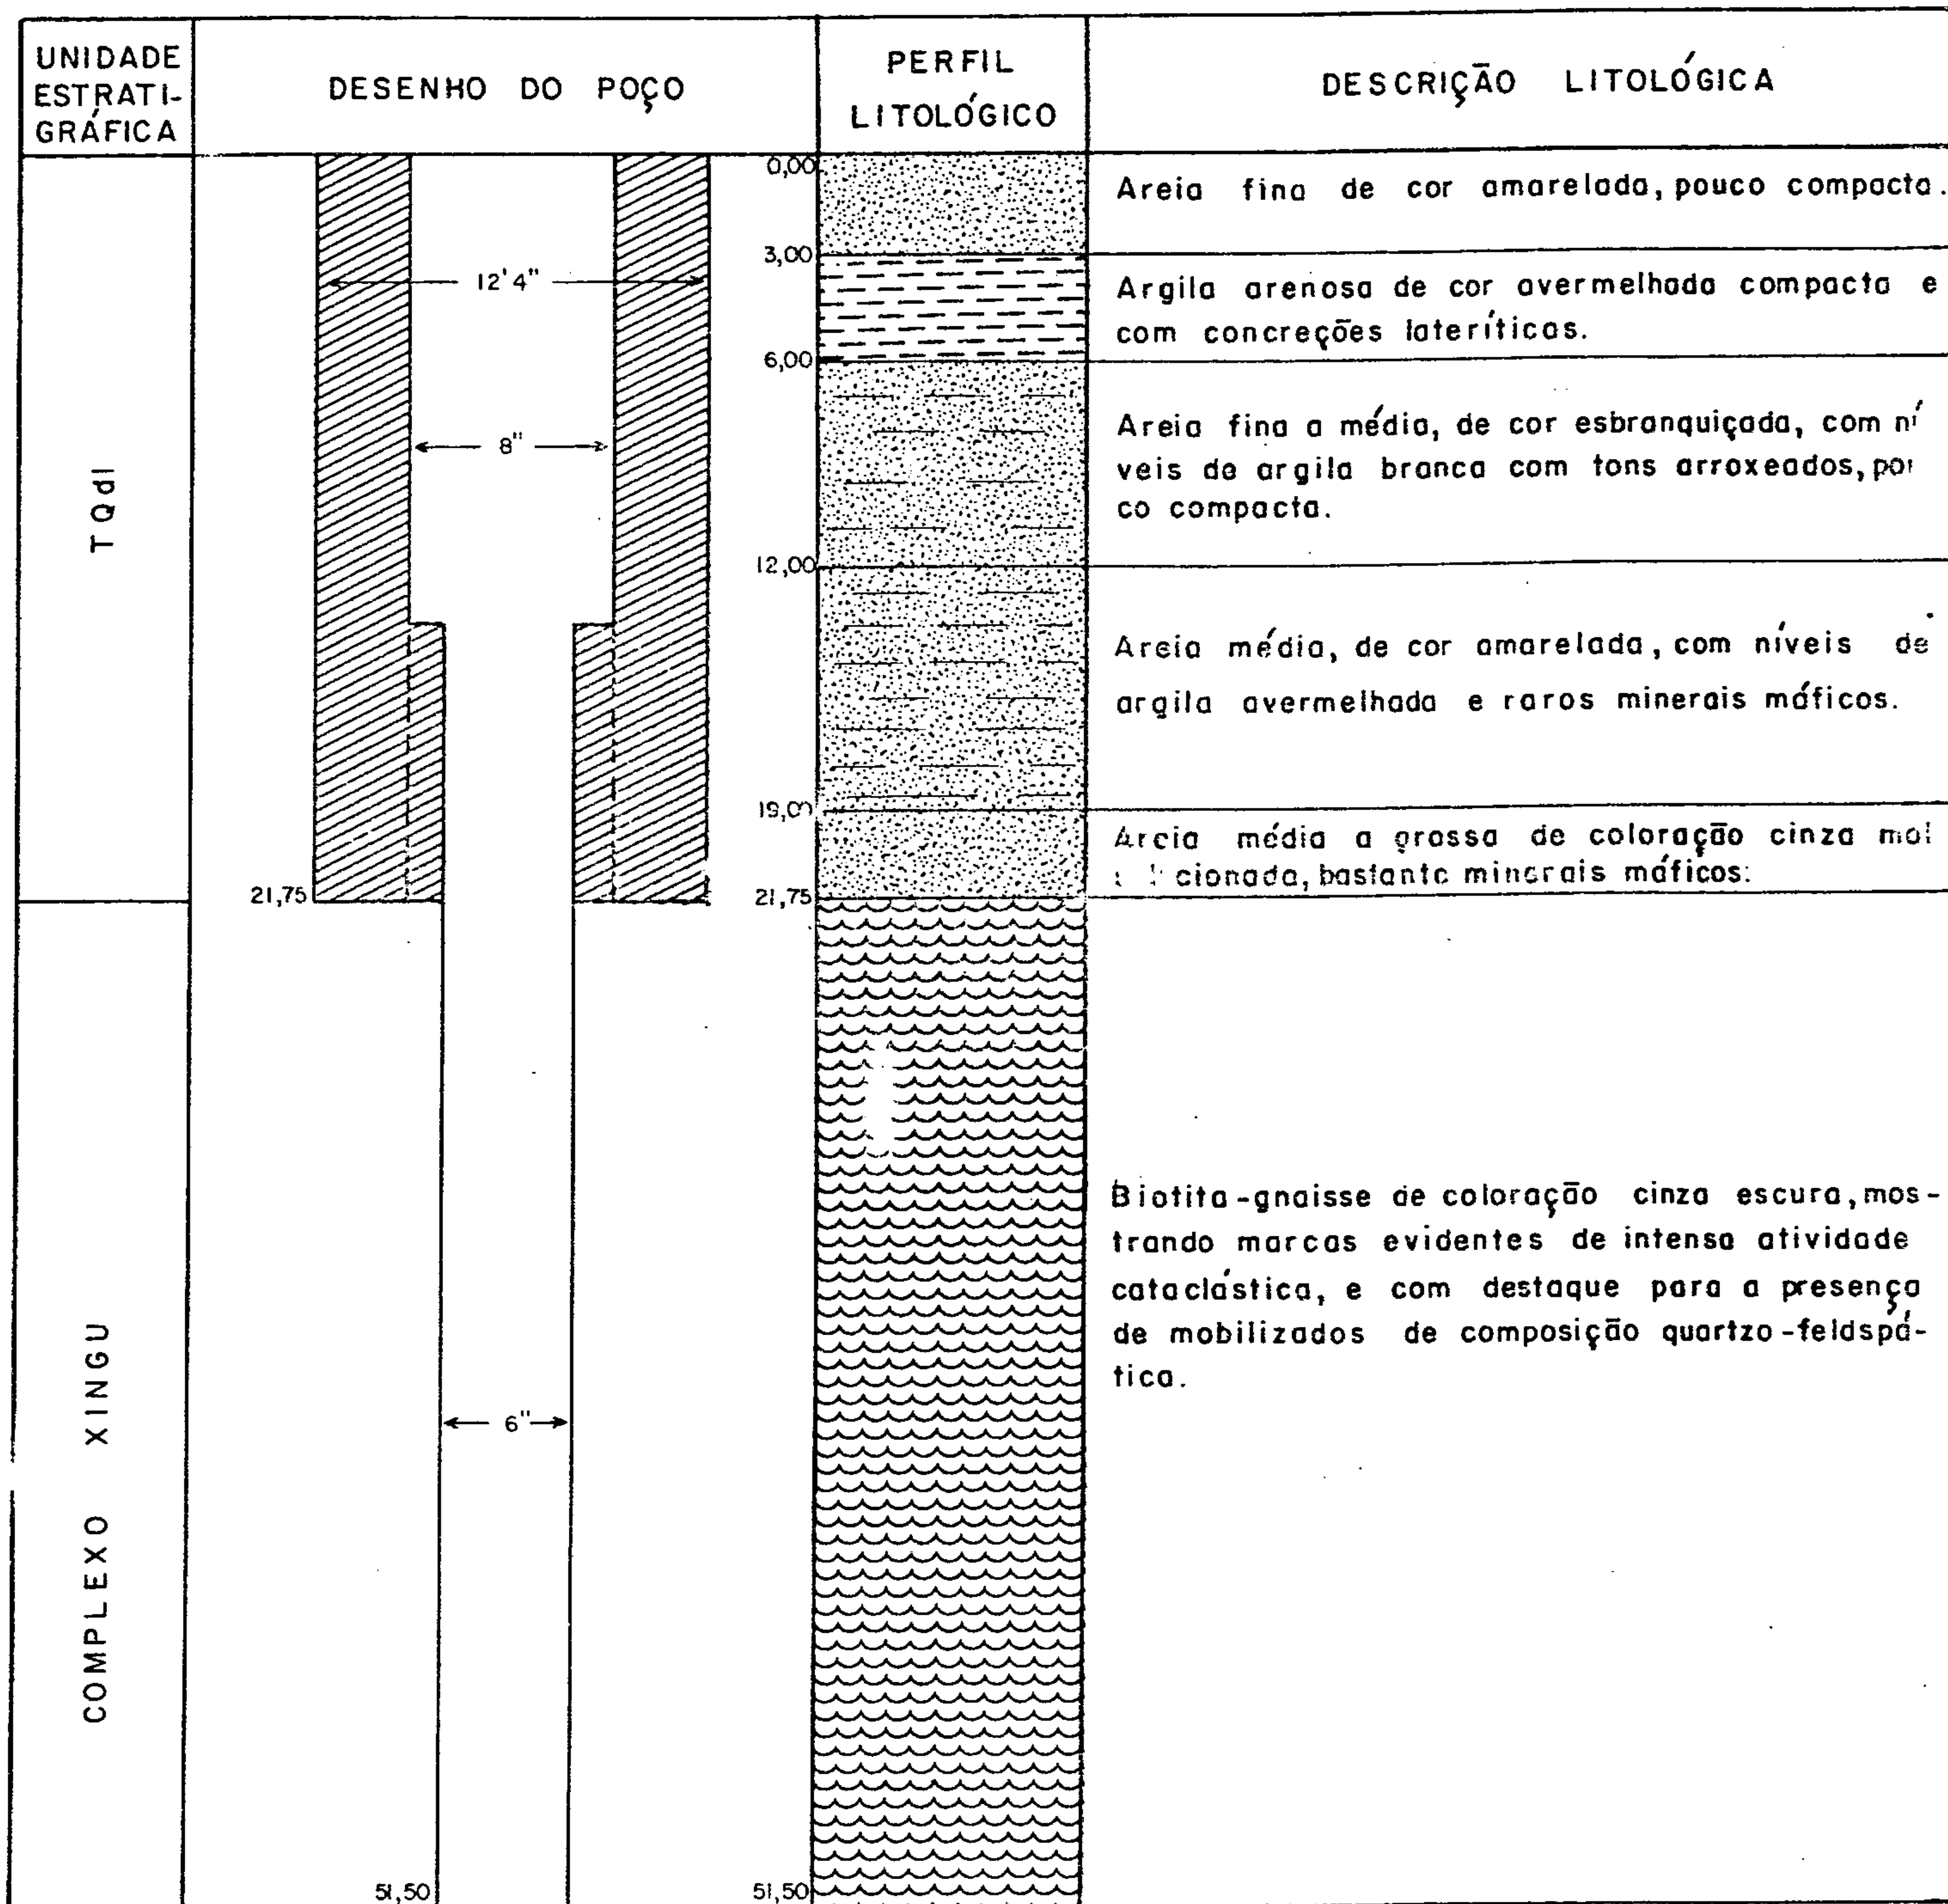 UNIDADE
ESTRATI-
GRÁFICA
DESENHO DO POÇO
PERFIL
LITOLÓGICO
DESCRIÇÃO LITOLÓGICA
TQdl
0,00
Areia fina de cor amarelada, pouco compacta.
3,00
12'4"
Argila arenosa de cor avermelhada compacta e
com concreções lateríticas.
6,00
8"
Areia fina a média, de cor esbranquiçada, com ní
veis de argila branca com tons arroxeados,
co compacta.
12,00
Areia média, de cor amarelada, com níveis de
argila avermelhada e raros minerais máficos.
19,00
Areia média a grossa de coloração cinza mal
cionada, bastante minerais máficos.
21,75
21,75
COMPLEXO XINGU
Biotita-gnaisse de coloração cinza escura, mos-
trando marcas evidentes de intensa atividade
cataclástica, e com destaque para a presença
de mobilizados de composição quartzo-feldspá-
tica.
6"
51,50
51,50